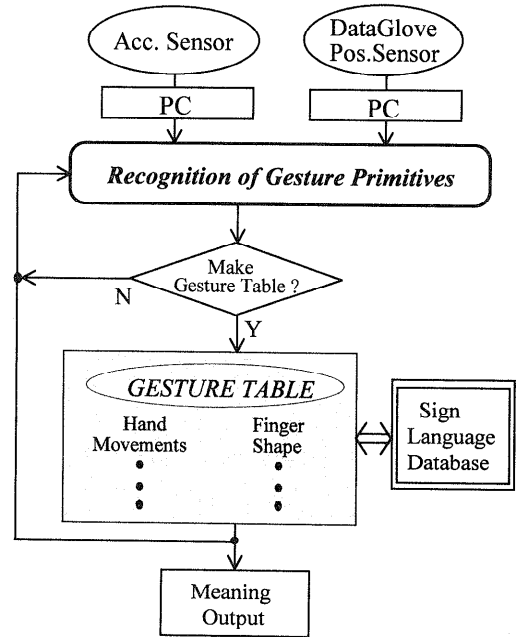 Acc. Sensor
DataGlove
Pos.Sensor
PC
PC
Recognition of Gesture Primitives
Make
Gesture Table ?
N
Y
GESTURE TABLE
Hand
Movements
Finger
Shape
Sign
Language
Database
Meaning
Output